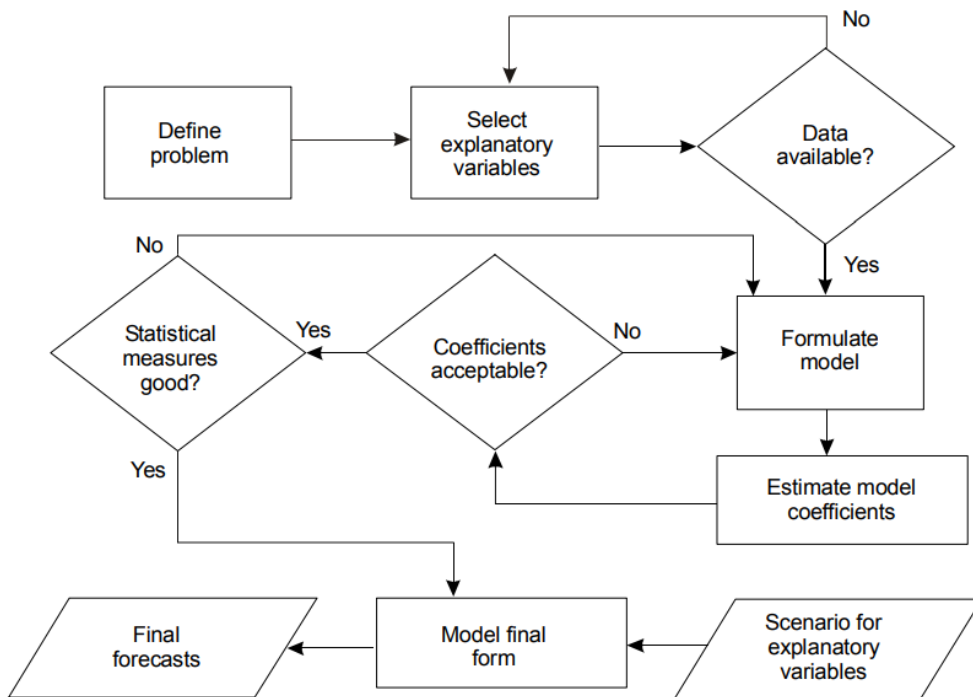 No
Define
problem
Select
explanatory
variables
Data
available?
Yes
No
Statistical
measures
good?
Yes
Coefficients
acceptable?
No
Formulate
model
Yes
Estimate model
coefficients
Final
forecasts
Model final
form
Scenario for
explanatory
variables